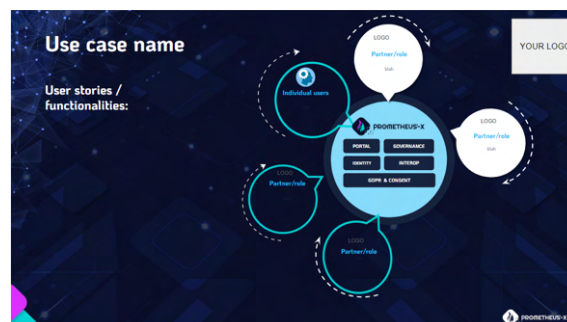 Use case name
YOUR LOGO
User stories /
functionalities:
LOGO
Partner/role
Individual users
LOGO
Partner/role
PROMETHEUS-X
PORTAL
GOVERNANCE
IDENTITY
INTEROP
GDPR & CONSENT
LOGO
Partner/role
LOGO
Partner/role
PROMETHEUS-X